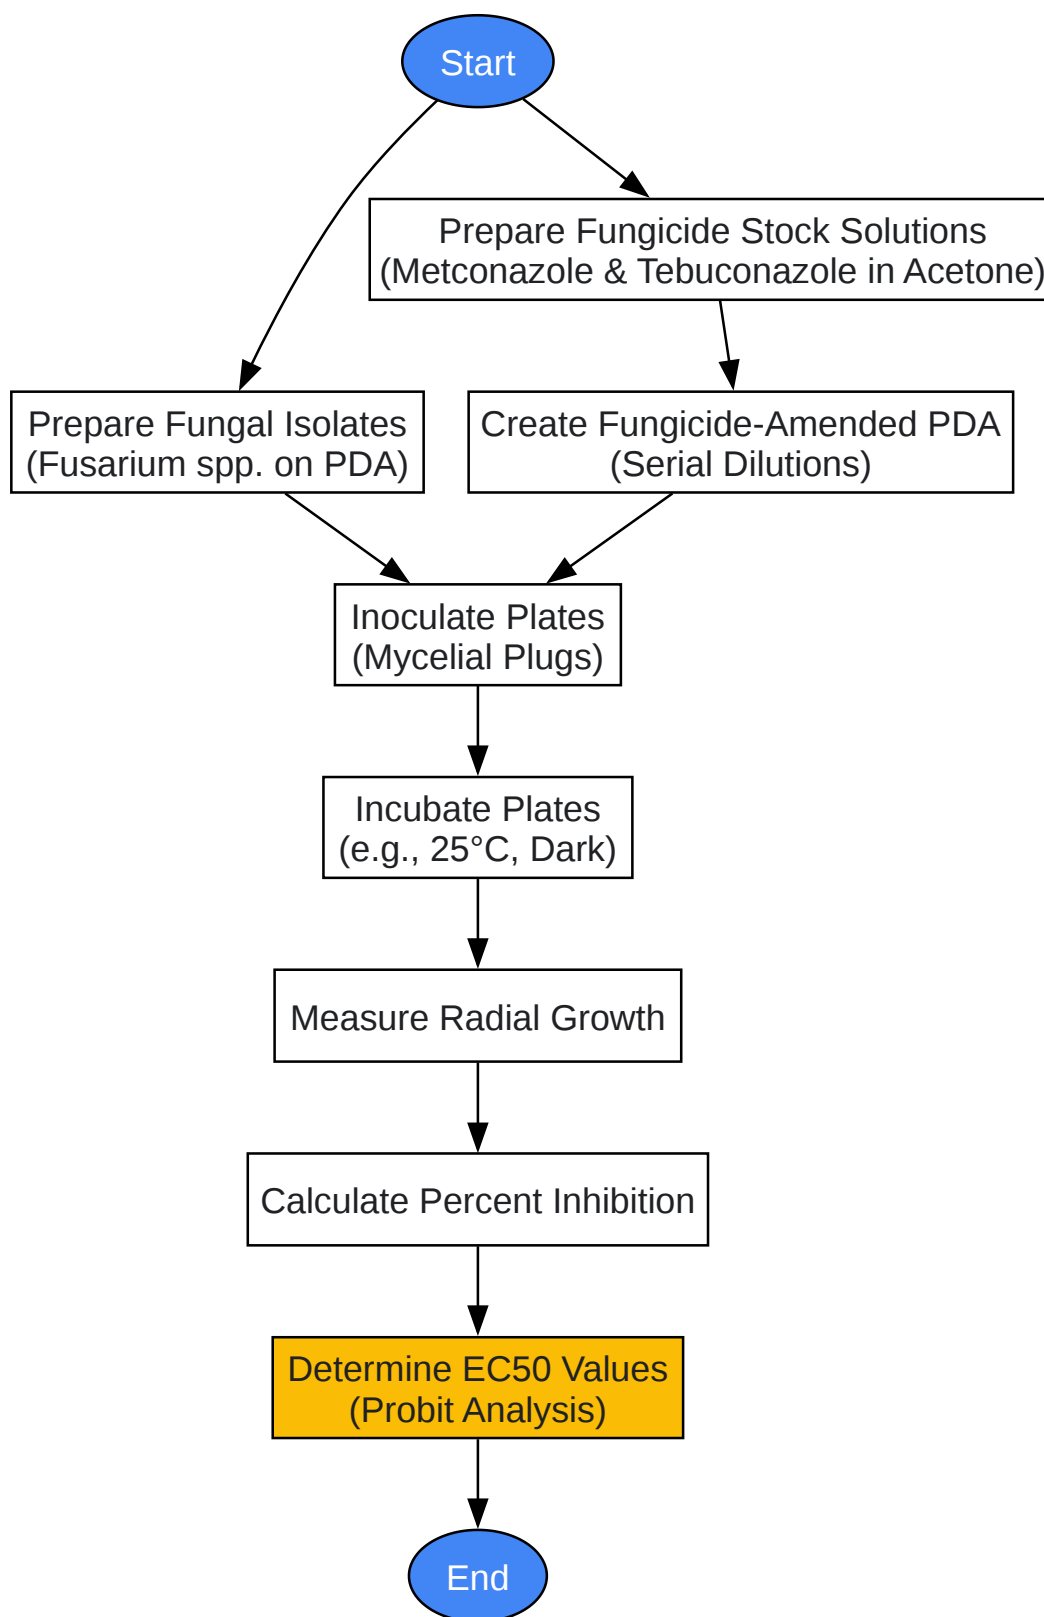 Start
Prepare Fungicide Stock Solutions
(Metconazole & Tebuconazole in Acetone)
Prepare Fungal Isolates
(Fusarium spp. on PDA)
Create Fungicide-Amended PDA
(Serial Dilutions)
Inoculate Plates
(Mycelial Plugs)
Incubate Plates
(e.g., 25°C, Dark)
Measure Radial Growth
Calculate Percent Inhibition
Determine EC50 Values
(Probit Analysis)
End